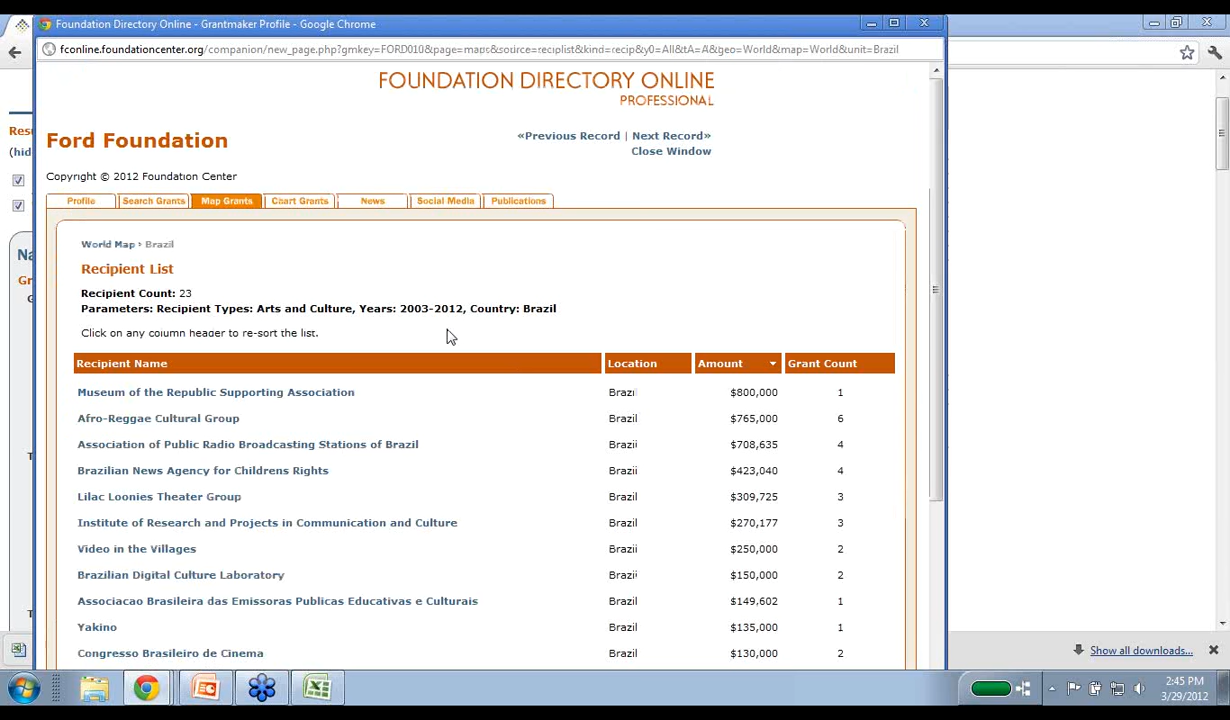 Foundation Directory Online - Grantmaker Profile - Google Chrome
fconline.foundationcenter.org/companion/new_page.php?gmkey=FORD010&page=maps&source=reciplist&kind=recip&y0=All&tA=A&geo=World&map=World&unit=Brazil
FOUNDATION DIRECTORY ONLINE
PROFESSIONAL
Ford Foundation
«Previous Record | Next Record»
Close Window
Copyright © 2012 Foundation Center
Profile Search Grants Map Grants Chart Grants News Social Media Publications
World Map > Brazil
Recipient List
Recipient Count: 23
Parameters: Recipient Types: Arts and Culture, Years: 2003-2012, Country: Brazil
Click on any column header to re-sort the list.
Recipient Name Location Amount Grant Count
Museum of the Republic Supporting Association Brazil $800,000 1
Afro-Reggae Cultural Group Brazil $765,000 6
Association of Public Radio Broadcasting Stations of Brazil Brazil $708,635 4
Brazilian News Agency for Childrens Rights Brazil $423,040 4
Lilac Loonies Theater Group Brazil $309,725 3
Institute of Research and Projects in Communication and Culture Brazil $270,177 3
Video in the Villages Brazil $250,000 2
Brazilian Digital Culture Laboratory Brazil $150,000 2
Associacao Brasileira das Emissoras Publicas Educativas e Culturais Brazil $149,602 1
Yakino Brazil $135,000 1
Congresso Brasileiro de Cinema Brazil $130,000 2
Show all downloads...
2:45 PM
3/29/2012